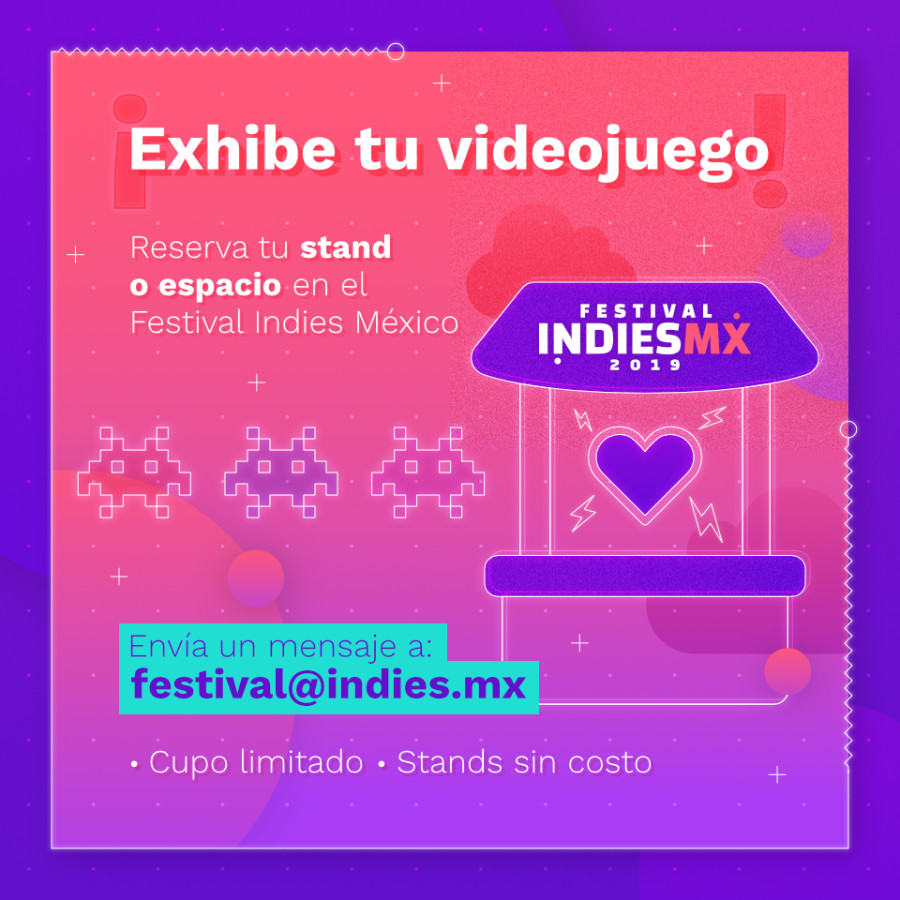 ¡Exhibe tu videojuego!
Reserva tu stand
o espacio en el
Festival Indies México
FESTIVAL
INDIESMX
2019
Envía un mensaje a:
festival@indies.mx
• Cupo limitado • Stands sin costo